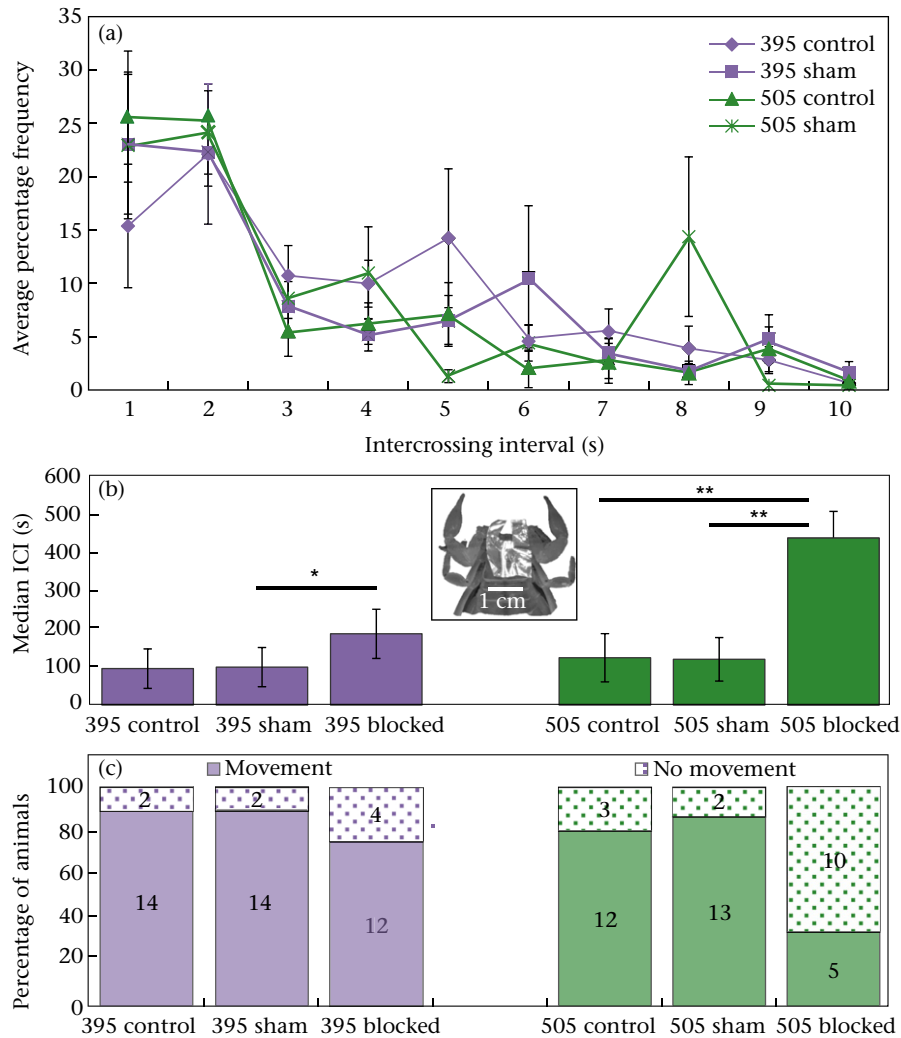 (a)
35
30
25
20
15
10
5
0
Average percentage frequency
395 control
395 sham
505 control
505 sham
1 2 3 4 5 6 7 8 9 10
Intercrossing interval (s)
(b)
600
500
400
300
200
100
0
Median ICI (s)
*
**
**
1 cm
395 control 395 sham 395 blocked 505 control 505 sham 505 blocked
(c)
Movement
No movement
100
80
60
40
20
0
Percentage of animals
2 2 4 3 2 10
14 14 12 12 13 5
395 control 395 sham 395 blocked 505 control 505 sham 505 blocked